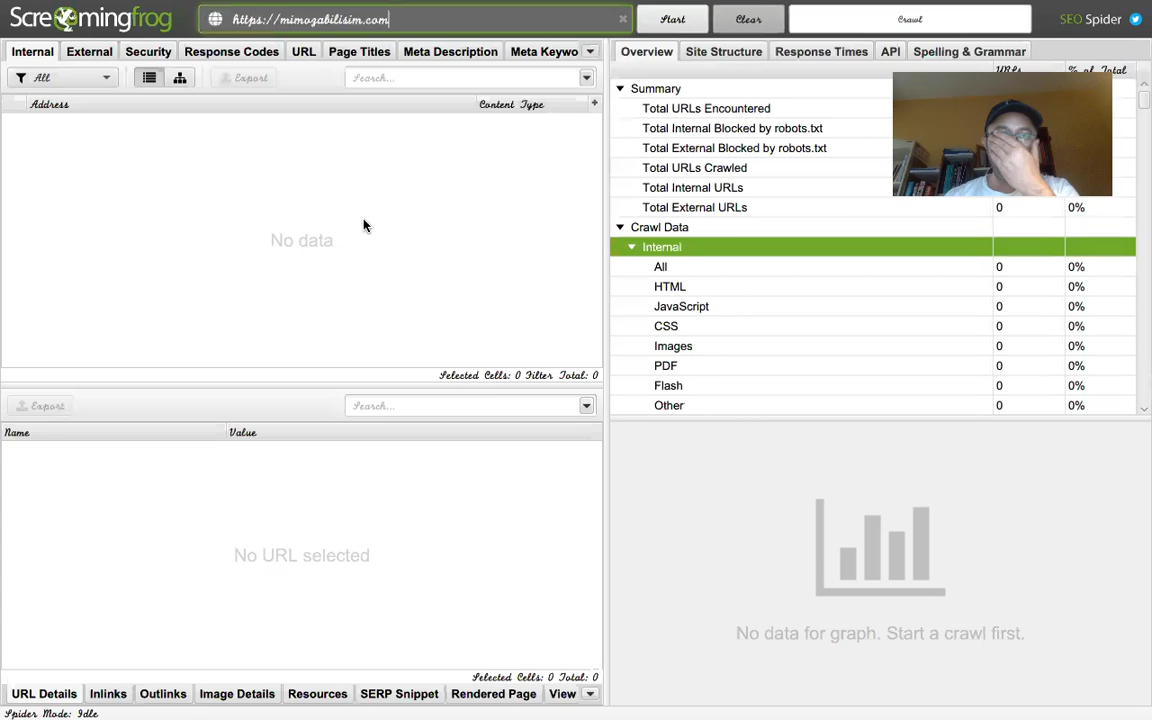 Screamingfrog
https://mimozabilisim.com
Start
Clear
Crawl
SEO Spider
Internal External Security Response Codes URL Page Titles Meta Description Meta Keywo
All
Export
Search...
Address Content Type
No data
Selected Cells: 0 Filter Total: 0
Export
Search...
Name Value
No URL selected
Selected Cells: 0 Total: 0
URL Details Inlinks Outlinks Image Details Resources SERP Snippet Rendered Page View
Spider Mode: Idle
Overview Site Structure Response Times API Spelling & Grammar
URLs % of Total
Summary
Total URLs Encountered
Total Internal Blocked by robots.txt
Total External Blocked by robots.txt
Total URLs Crawled
Total Internal URLs
Total External URLs 0 0%
Crawl Data
Internal
All 0 0%
HTML 0 0%
JavaScript 0 0%
CSS 0 0%
Images 0 0%
PDF 0 0%
Flash 0 0%
Other 0 0%
No data for graph. Start a crawl first.